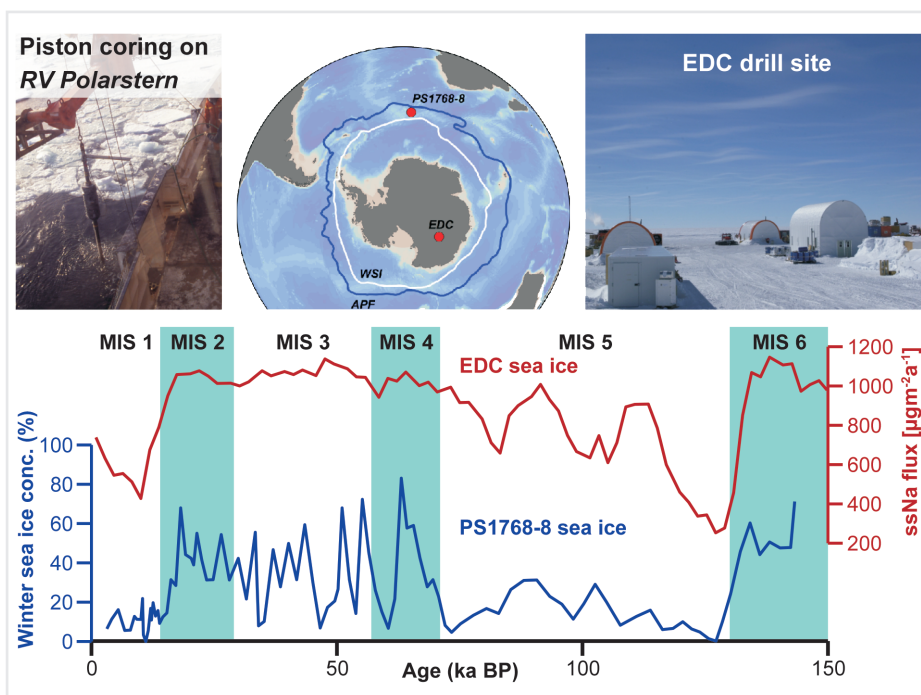 Piston coring on
RV Polarstern
PS1768-8
EDC
WSI
APF
EDC drill site
MIS 1
MIS 2
MIS 3
MIS 4
MIS 5
MIS 6
EDC sea ice
PS1768-8 sea ice
Winter sea ice conc. (%)
100
80
60
40
20
0
ssNa flux [µgm⁻²a⁻¹]
1200
1000
800
600
400
200
0
50
100
150
Age (ka BP)